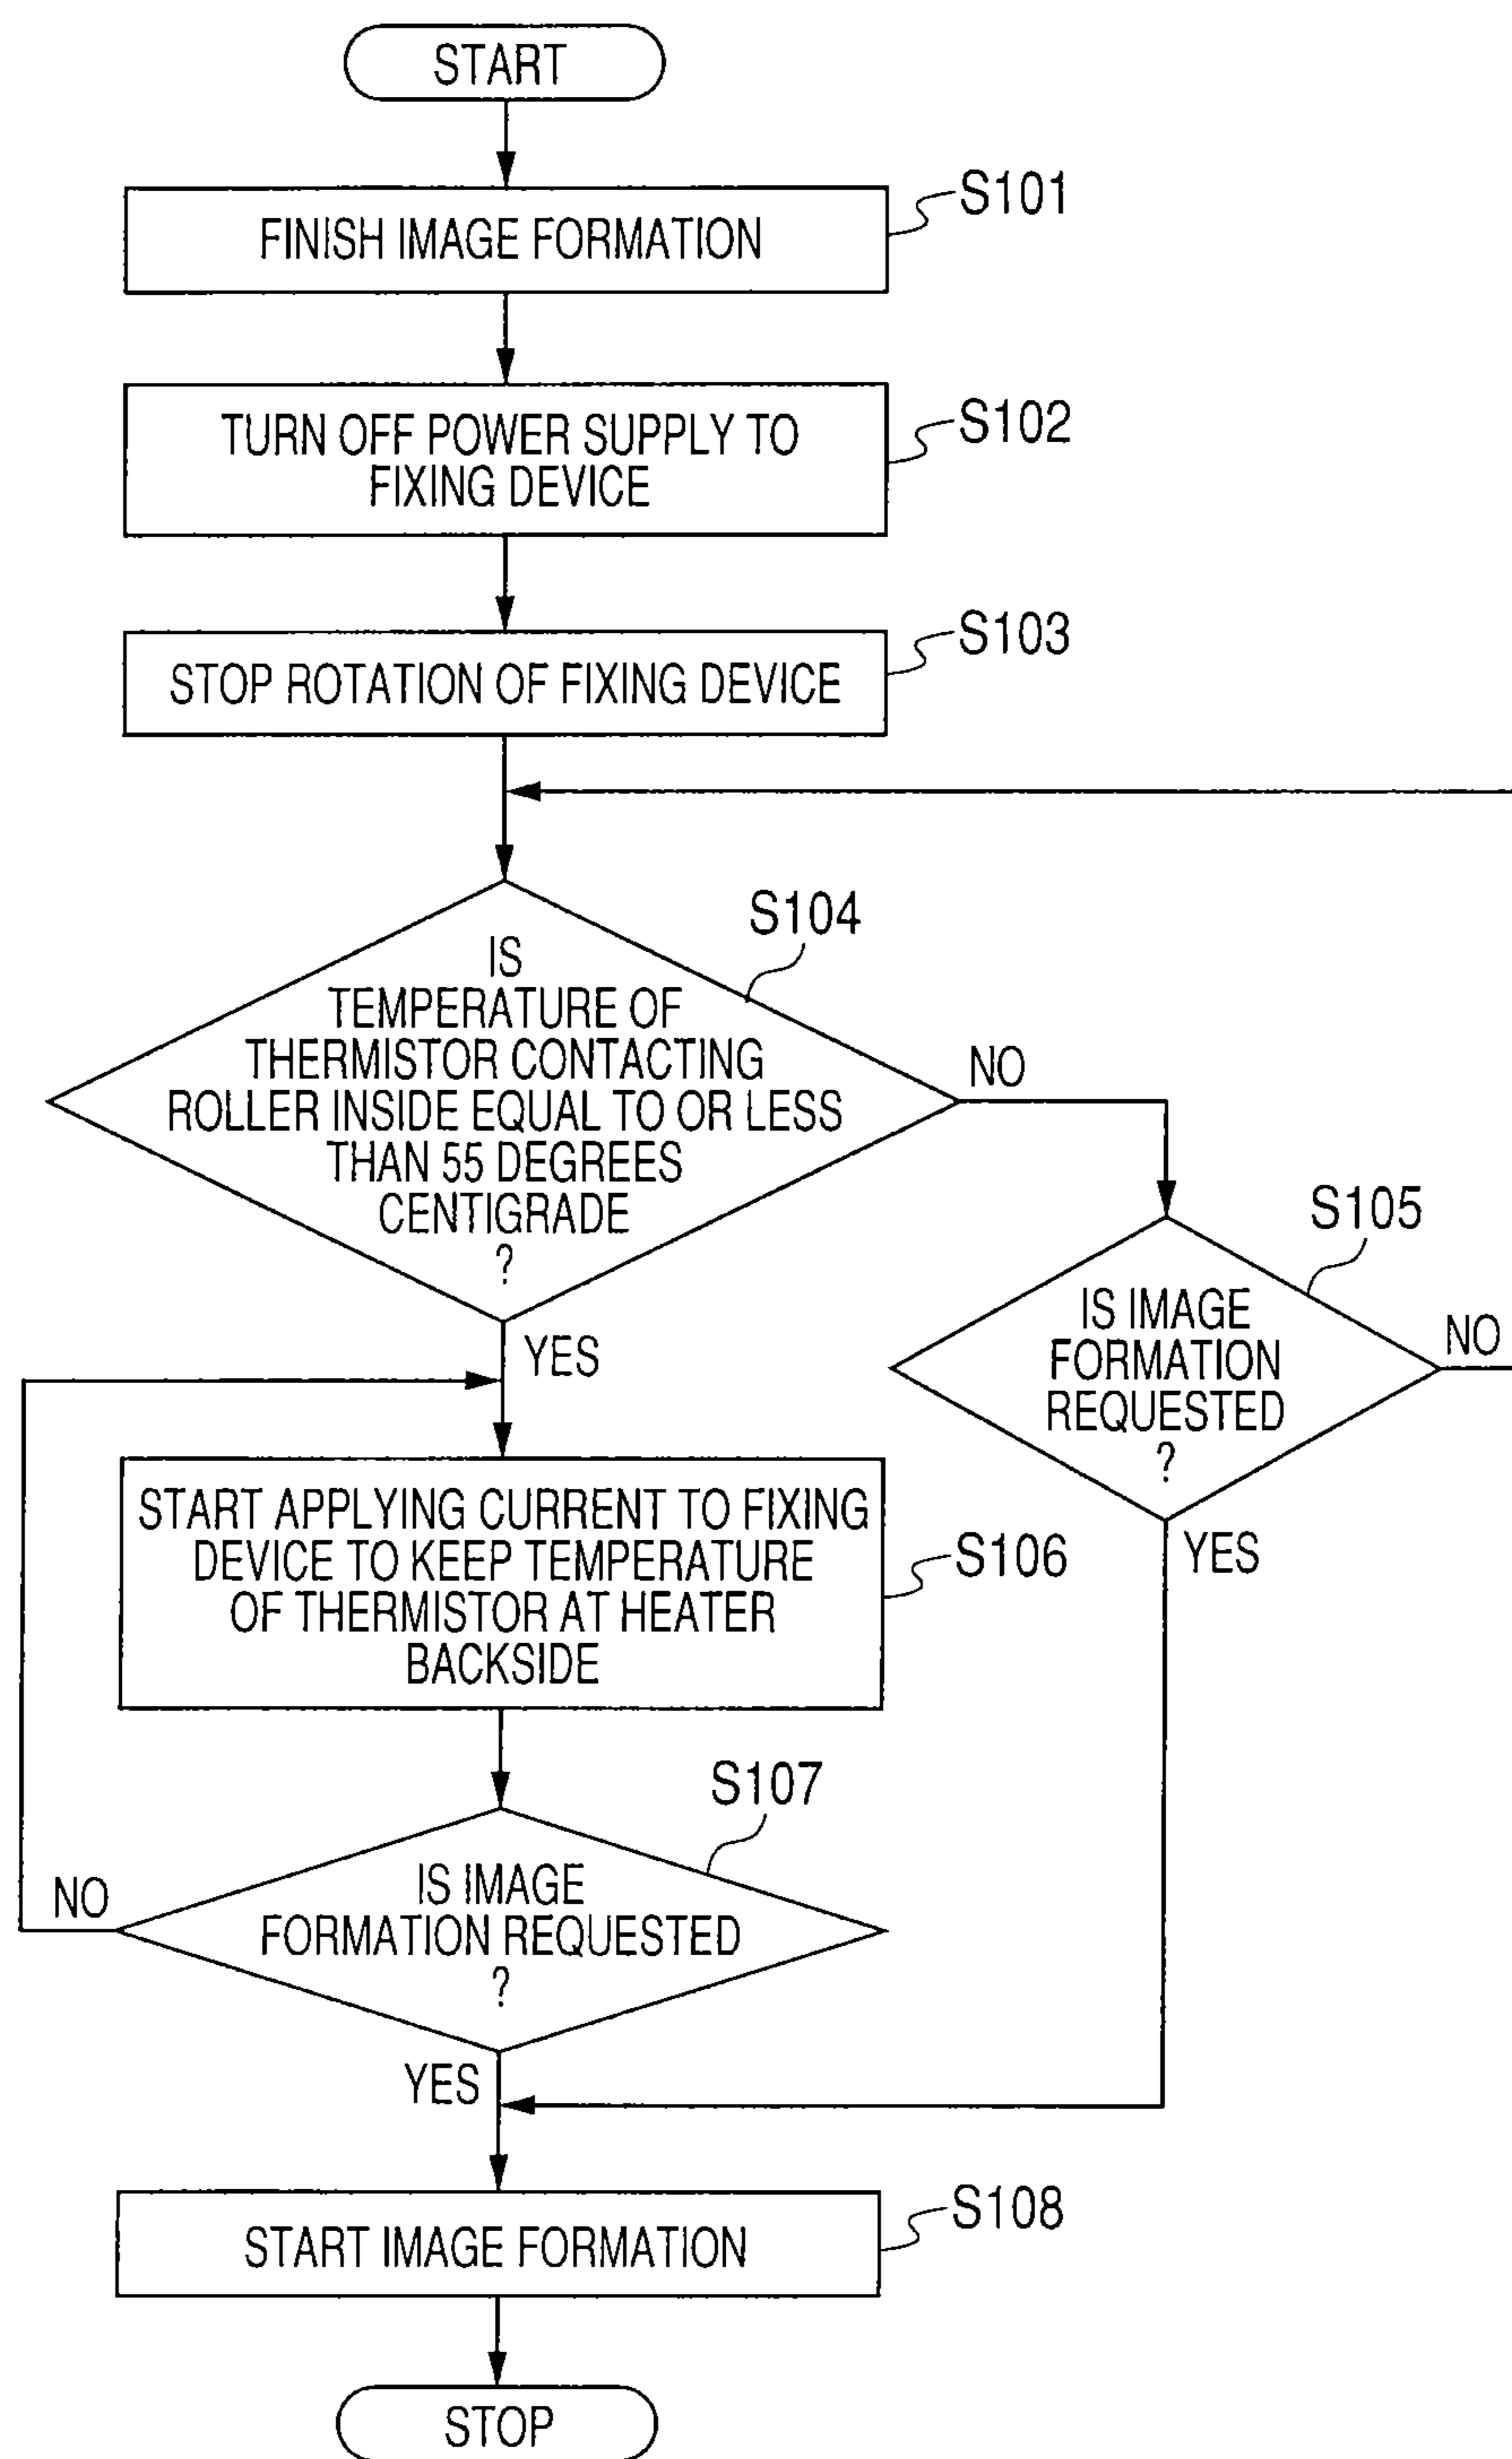 START
FINISH IMAGE FORMATION
S101
TURN OFF POWER SUPPLY TO
FIXING DEVICE
S102
STOP ROTATION OF FIXING DEVICE
S103
IS
TEMPERATURE OF
THERMISTOR CONTACTING
ROLLER INSIDE EQUAL TO OR LESS
THAN 55 DEGREES
CENTIGRADE
?
S104
NO
YES
IS IMAGE
FORMATION
REQUESTED
?
S105
NO
YES
START APPLYING CURRENT TO FIXING
DEVICE TO KEEP TEMPERATURE
OF THERMISTOR AT HEATER
BACKSIDE
S106
IS IMAGE
FORMATION REQUESTED
?
S107
NO
YES
START IMAGE FORMATION
S108
STOP